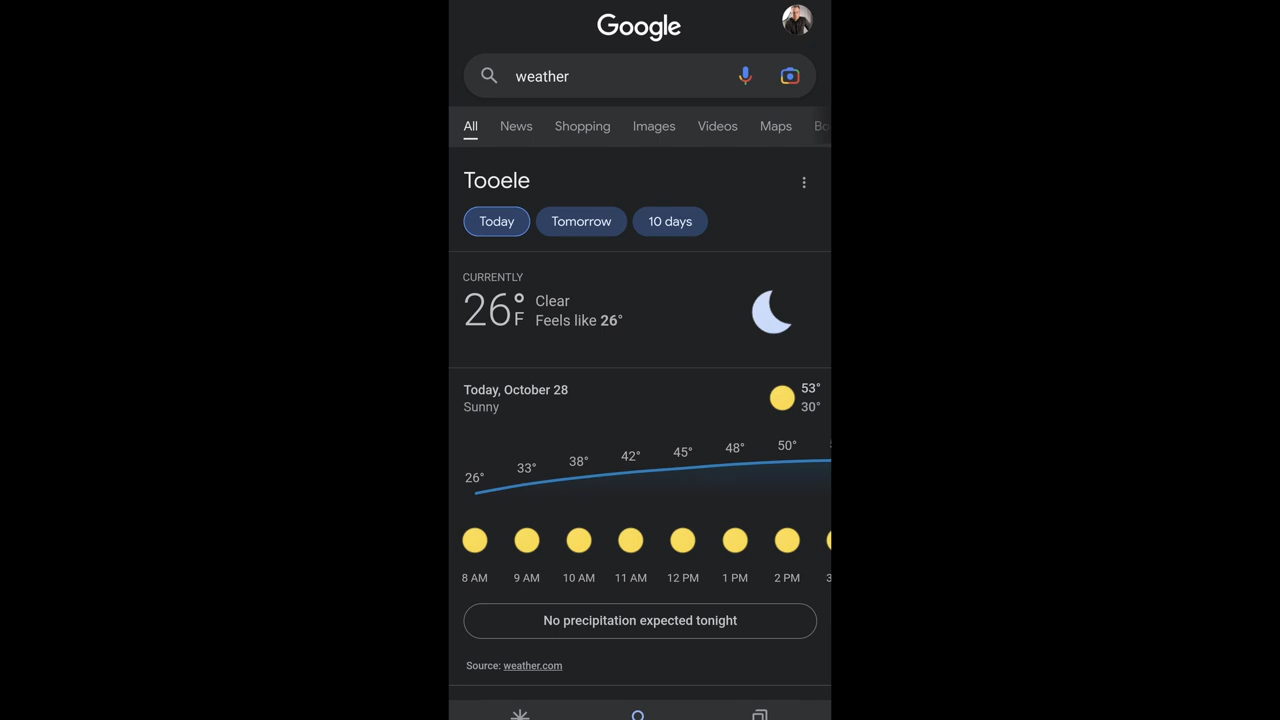 Google
weather
All News Shopping Images Videos Maps
Tooele
Today Tomorrow 10 days
CURRENTLY
26°F
Clear
Feels like 26°
Today, October 28
Sunny
53°
30°
26° 33° 38° 42° 45° 48° 50°
8 AM 9 AM 10 AM 11 AM 12 PM 1 PM 2 PM
No precipitation expected tonight
Source: weather.com